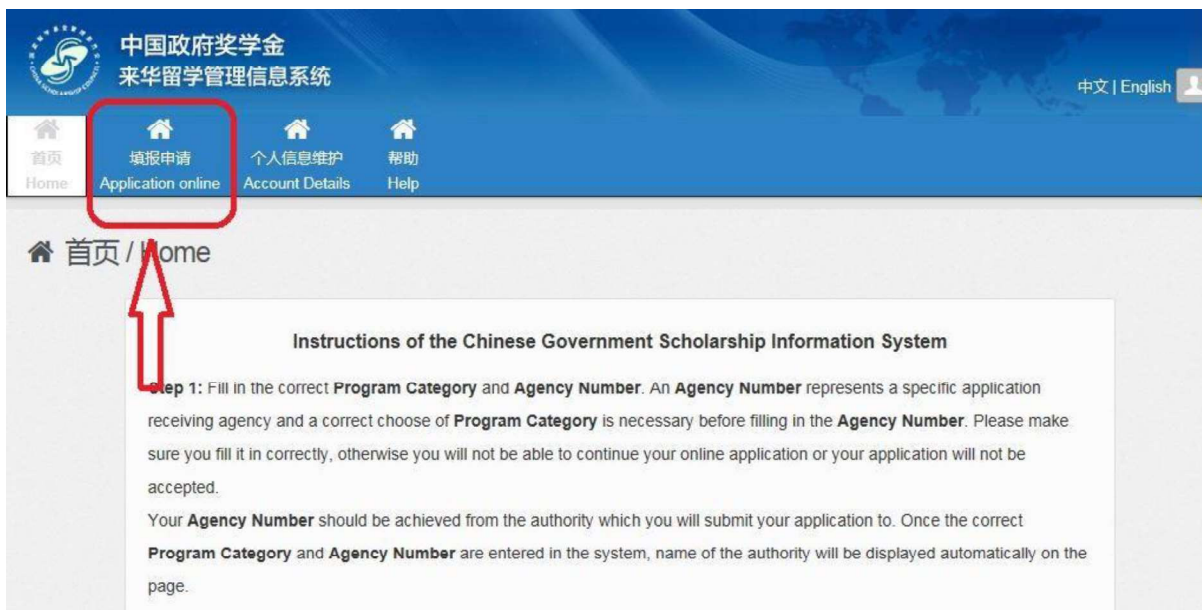 中国政府奖学金
来华留学管理信息系统
中文 | English
首页
Home
填报申请
Application online
个人信息维护
Account Details
帮助
Help
首页 / Home
Instructions of the Chinese Government Scholarship Information System
Step 1: Fill in the correct Program Category and Agency Number. An Agency Number represents a specific application
receiving agency and a correct choose of Program Category is necessary before filling in the Agency Number. Please make
sure you fill it in correctly, otherwise you will not be able to continue your online application or your application will not be
accepted.
Your Agency Number should be achieved from the authority which you will submit your application to. Once the correct
Program Category and Agency Number are entered in the system, name of the authority will be displayed automatically on the
page.